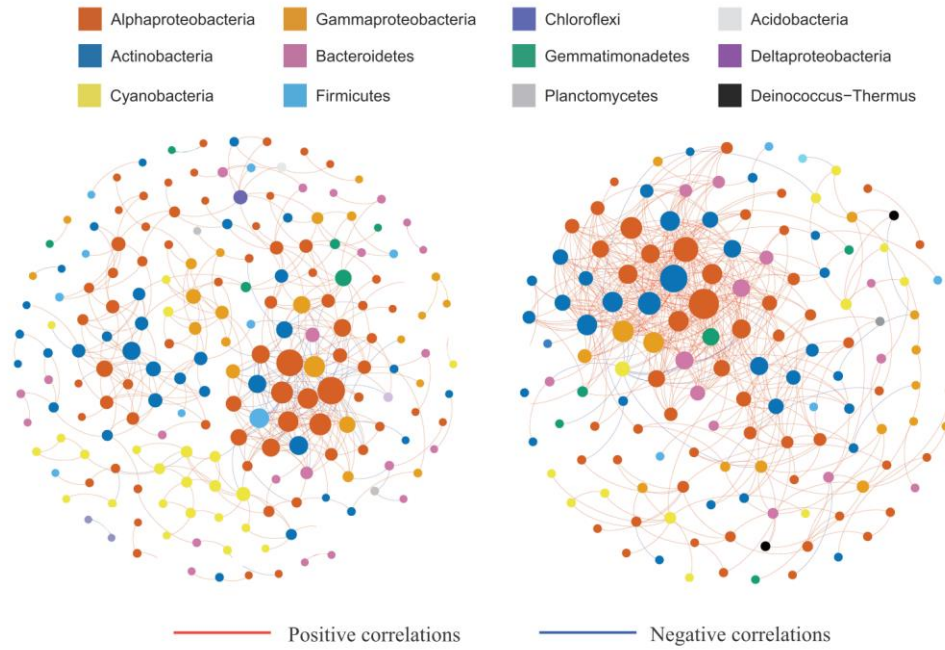 Alphaproteobacteria Gammaproteobacteria Chloroflexi Acidobacteria
Actinobacteria Bacteroidetes Gemmatimonadetes Deltaproteobacteria
Cyanobacteria Firmicutes Planctomycetes Deinococcus−Thermus
Positive correlations Negative correlations